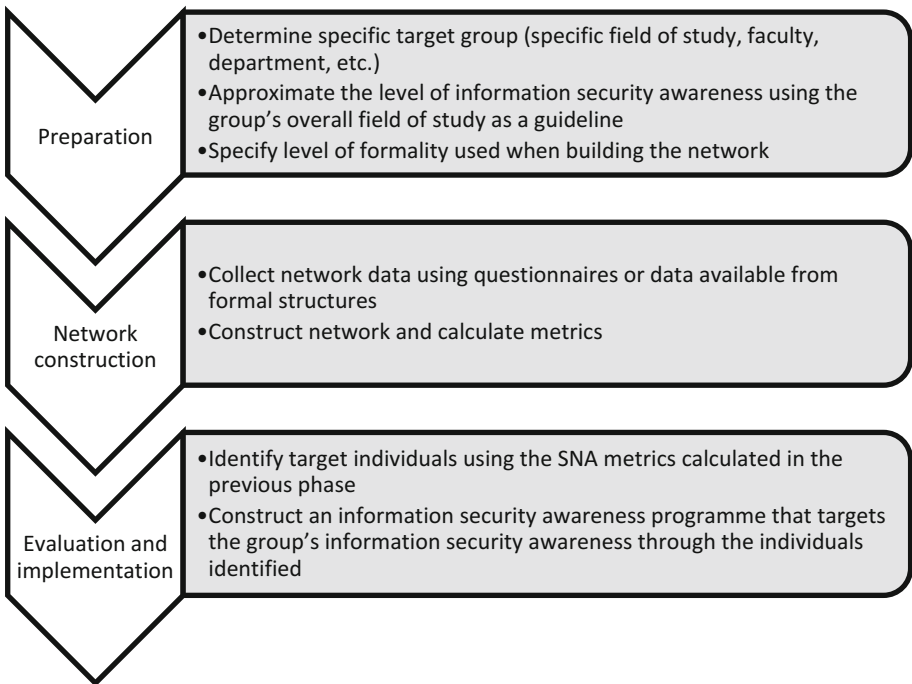 Preparation
•Determine specific target group (specific field of study, faculty,
department, etc.)
•Approximate the level of information security awareness using the
group's overall field of study as a guideline
•Specify level of formality used when building the network
Network
construction
•Collect network data using questionnaires or data available from
formal structures
•Construct network and calculate metrics
Evaluation and
implementation
•Identify target individuals using the SNA metrics calculated in the
previous phase
•Construct an information security awareness programme that targets
the group's information security awareness through the individuals
identified